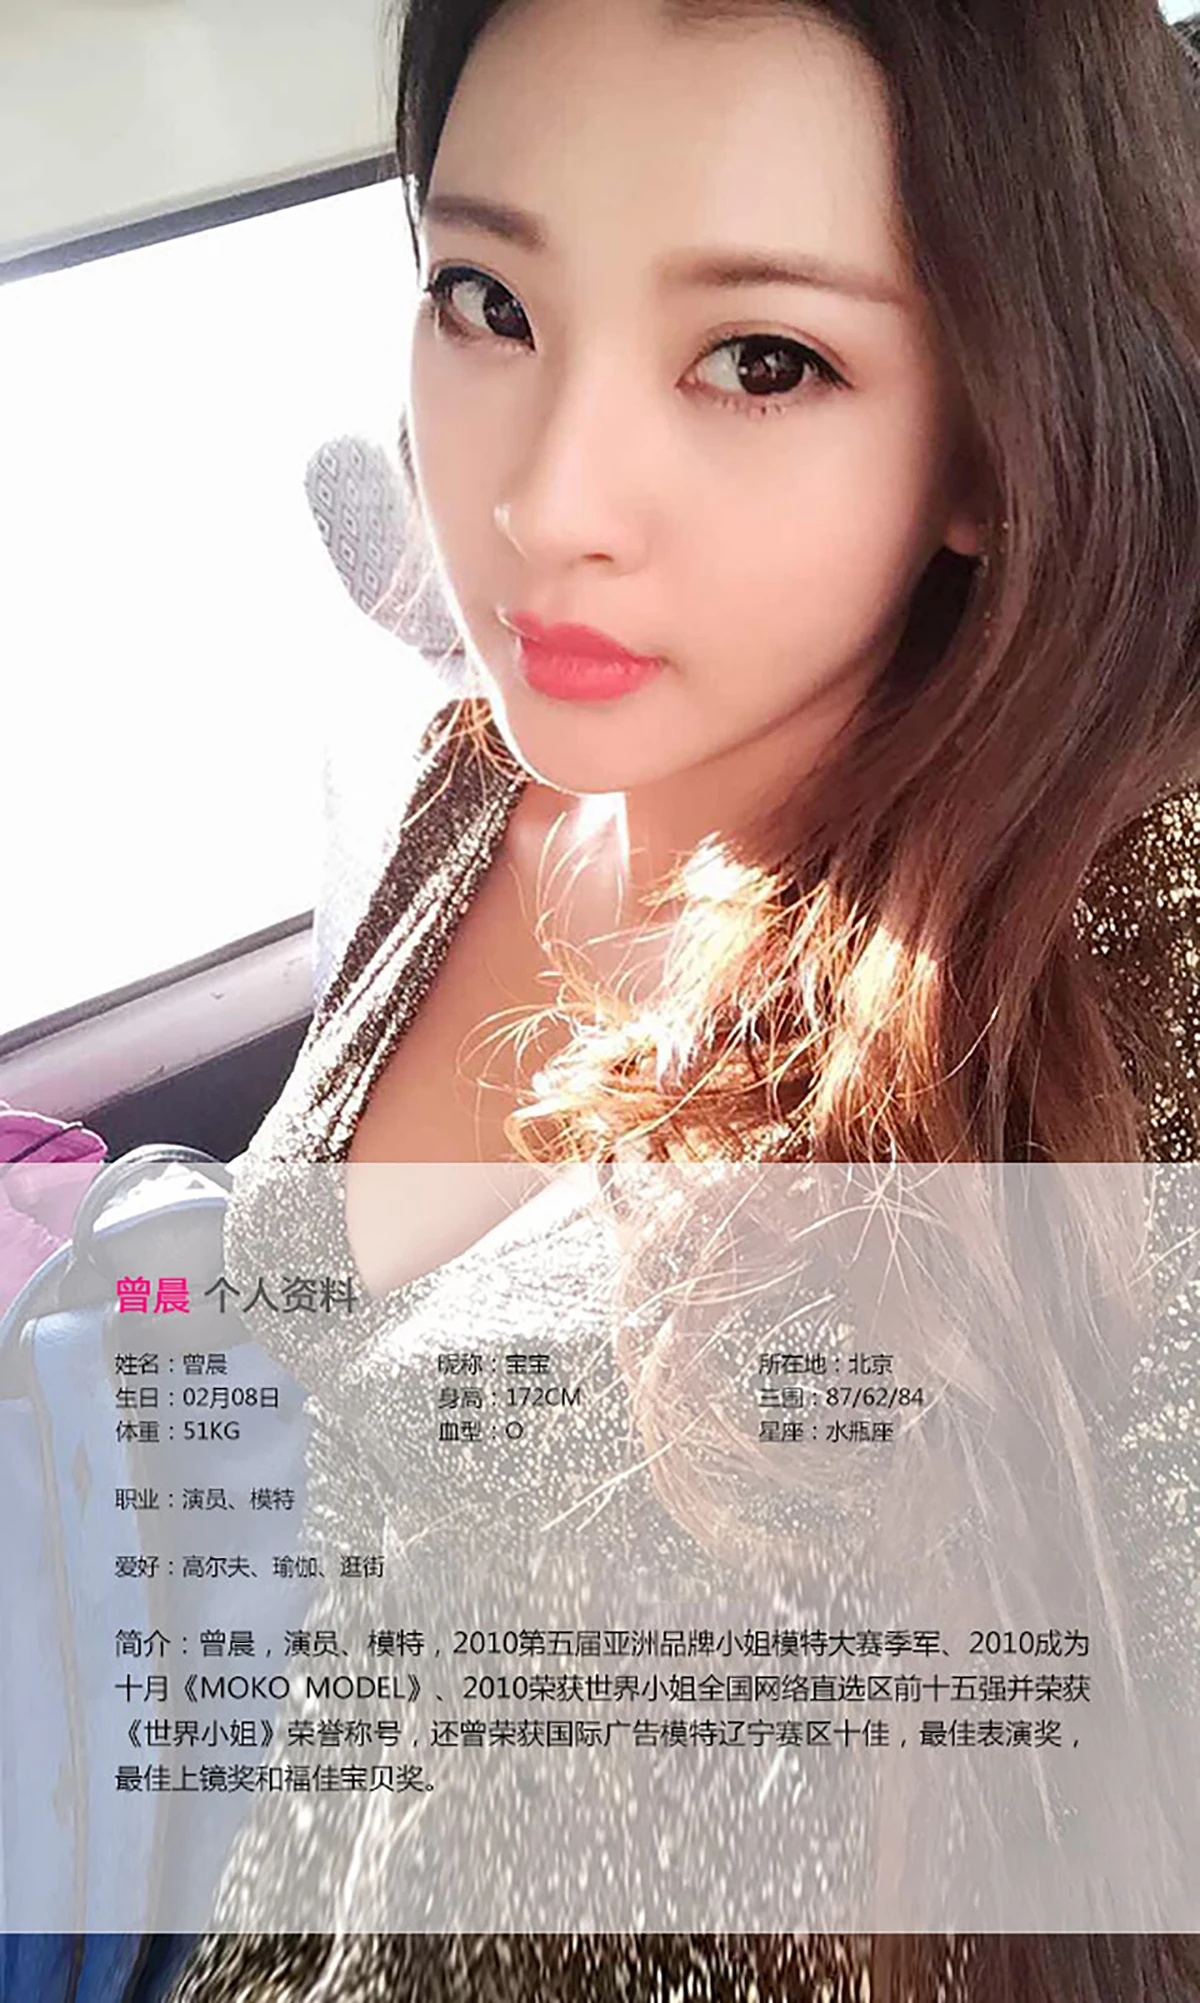 曾晨 个人资料
姓名：曾晨 昵称：宝宝 所在地：北京
生日：02月08日 身高：172CM 三围：87/62/84
体重：51KG 血型：O 星座：水瓶座
职业：演员、模特
爱好：高尔夫、瑜伽、逛街
简介：曾晨，演员、模特，2010第五届亚洲品牌小姐模特大赛季军、2010成为
十月《MOKO MODEL》、2010荣获世界小姐全国网络直选区前十五强并荣获
《世界小姐》荣誉称号，还曾荣获国际广告模特辽宁赛区十佳，最佳表演奖，
最佳上镜奖和福佳宝贝奖。